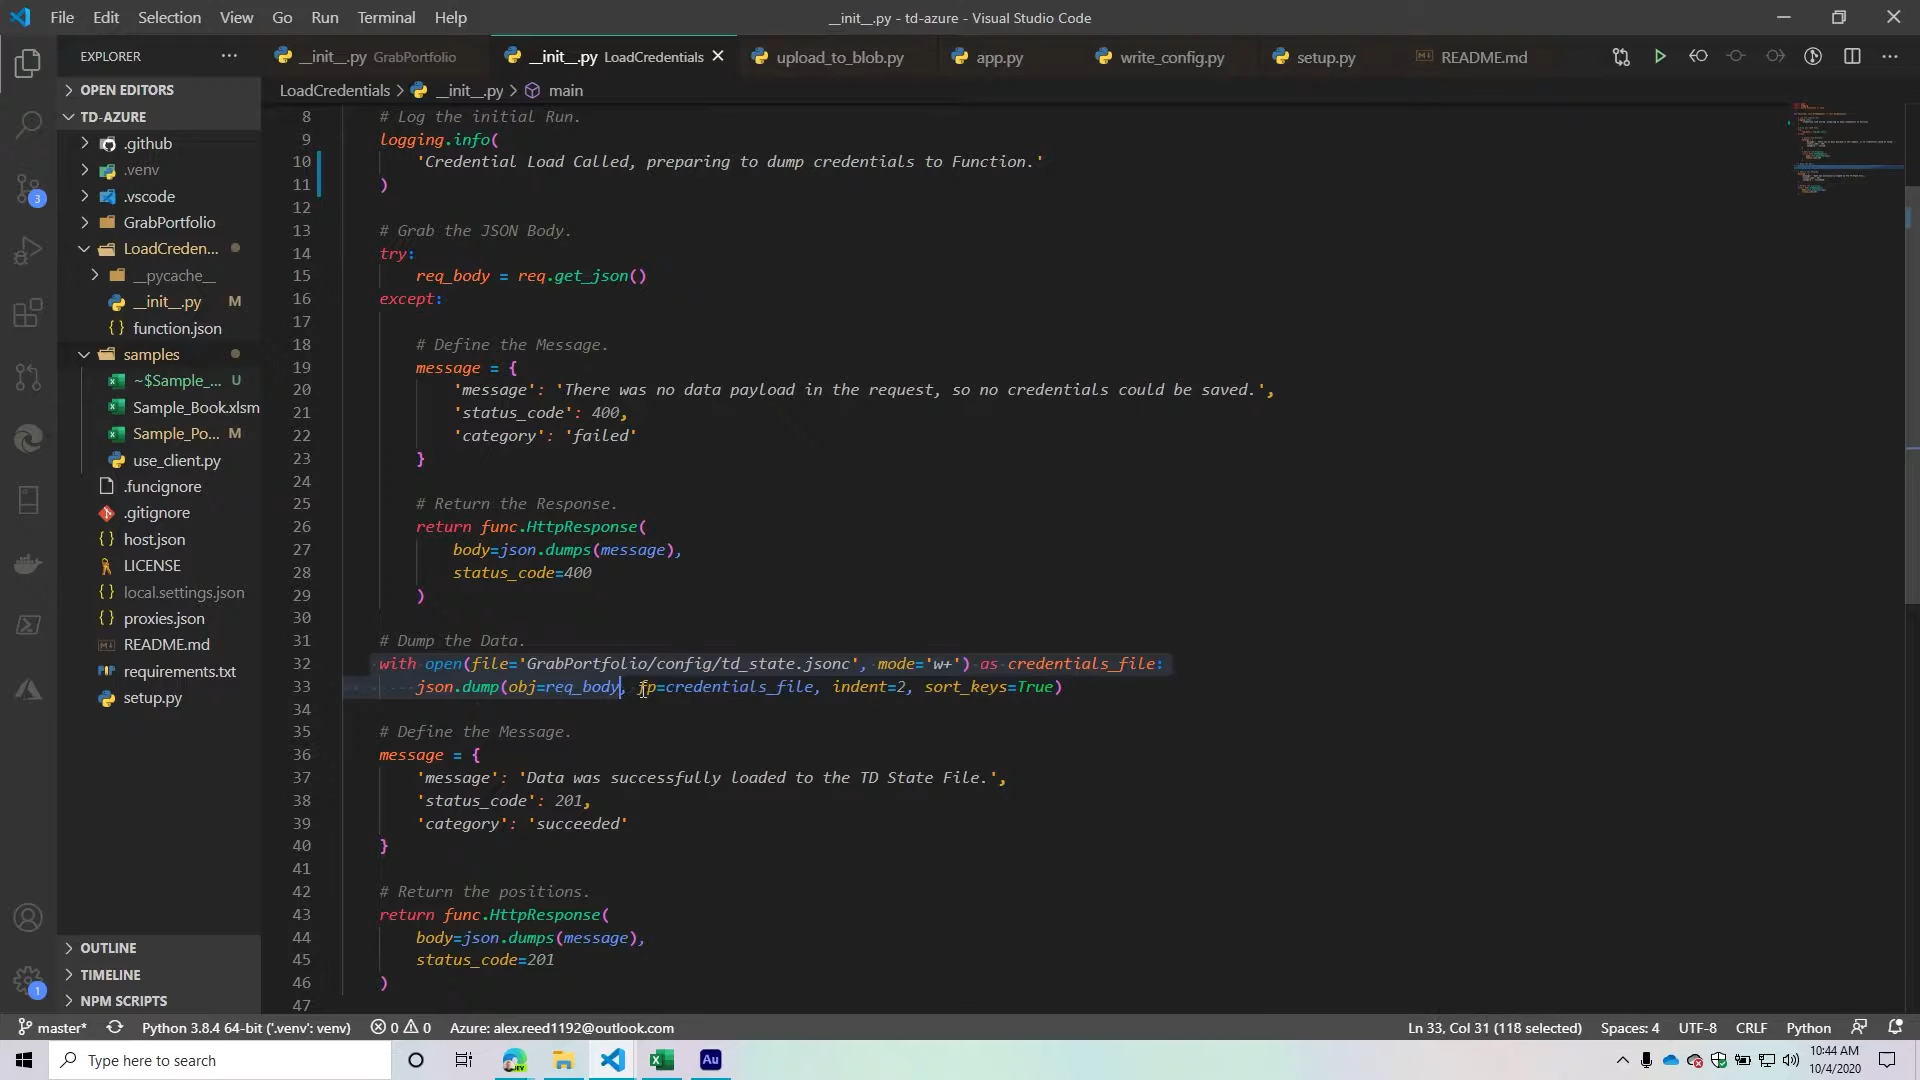 File Edit Selection View Go Run Terminal Help
__init__.py - td-azure - Visual Studio Code
EXPLORER
__init__.py GrabPortfolio
__init__.py LoadCredentials
upload_to_blob.py
app.py
write_config.py
setup.py
README.md
OPEN EDITORS
LoadCredentials > __init__.py > main
TD-AZURE
.github
.venv
.vscode
GrabPortfolio
LoadCreden...
__pycache__
__init__.py M
function.json
samples
~$Sample_... U
Sample_Book.xlsm
Sample_Po... M
use_client.py
.funcignore
.gitignore
host.json
LICENSE
local.settings.json
proxies.json
README.md
requirements.txt
setup.py
OUTLINE
TIMELINE
NPM SCRIPTS
3
1
8 # Log the initial Run.
9 logging.info(
10 'Credential Load Called, preparing to dump credentials to Function.'
11 )
12
13 # Grab the JSON Body.
14 try:
15 req_body = req.get_json()
16 except:
17
18 # Define the Message.
19 message = {
20 'message': 'There was no data payload in the request, so no credentials could be saved.',
21 'status_code': 400,
22 'category': 'failed'
23 }
24
25 # Return the Response.
26 return func.HttpResponse(
27 body=json.dumps(message),
28 status_code=400
29 )
30
31 # Dump the Data.
32 with open(file='GrabPortfolio/config/td_state.jsonc', mode='w+') as credentials_file:
33 json.dump(obj=req_body, fp=credentials_file, indent=2, sort_keys=True)
34
35 # Define the Message.
36 message = {
37 'message': 'Data was successfully loaded to the TD State File.',
38 'status_code': 201,
39 'category': 'succeeded'
40 }
41
42 # Return the positions.
43 return func.HttpResponse(
44 body=json.dumps(message),
45 status_code=201
46 )
47
master* Python 3.8.4 64-bit ('.venv': venv) 0 0 Azure: alex.reed1192@outlook.com Ln 33, Col 31 (118 selected) Spaces: 4 UTF-8 CRLF Python
Type here to search
Au
10:44 AM
10/4/2020